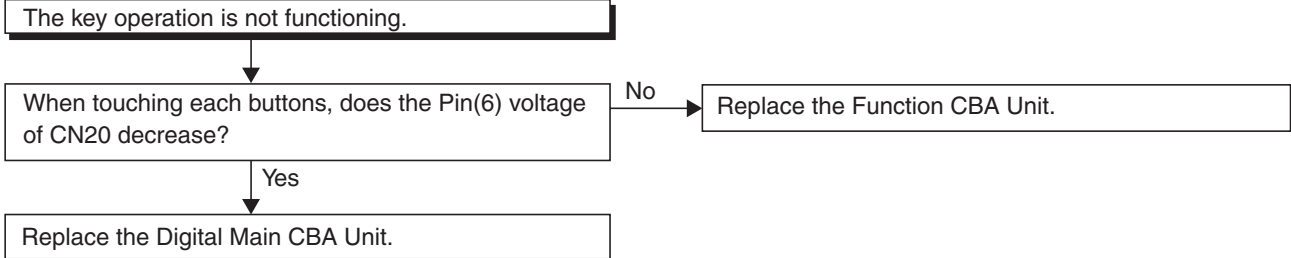 The key operation is not functioning.
When touching each buttons, does the Pin(6) voltage
of CN20 decrease?
No
Replace the Function CBA Unit.
Yes
Replace the Digital Main CBA Unit.